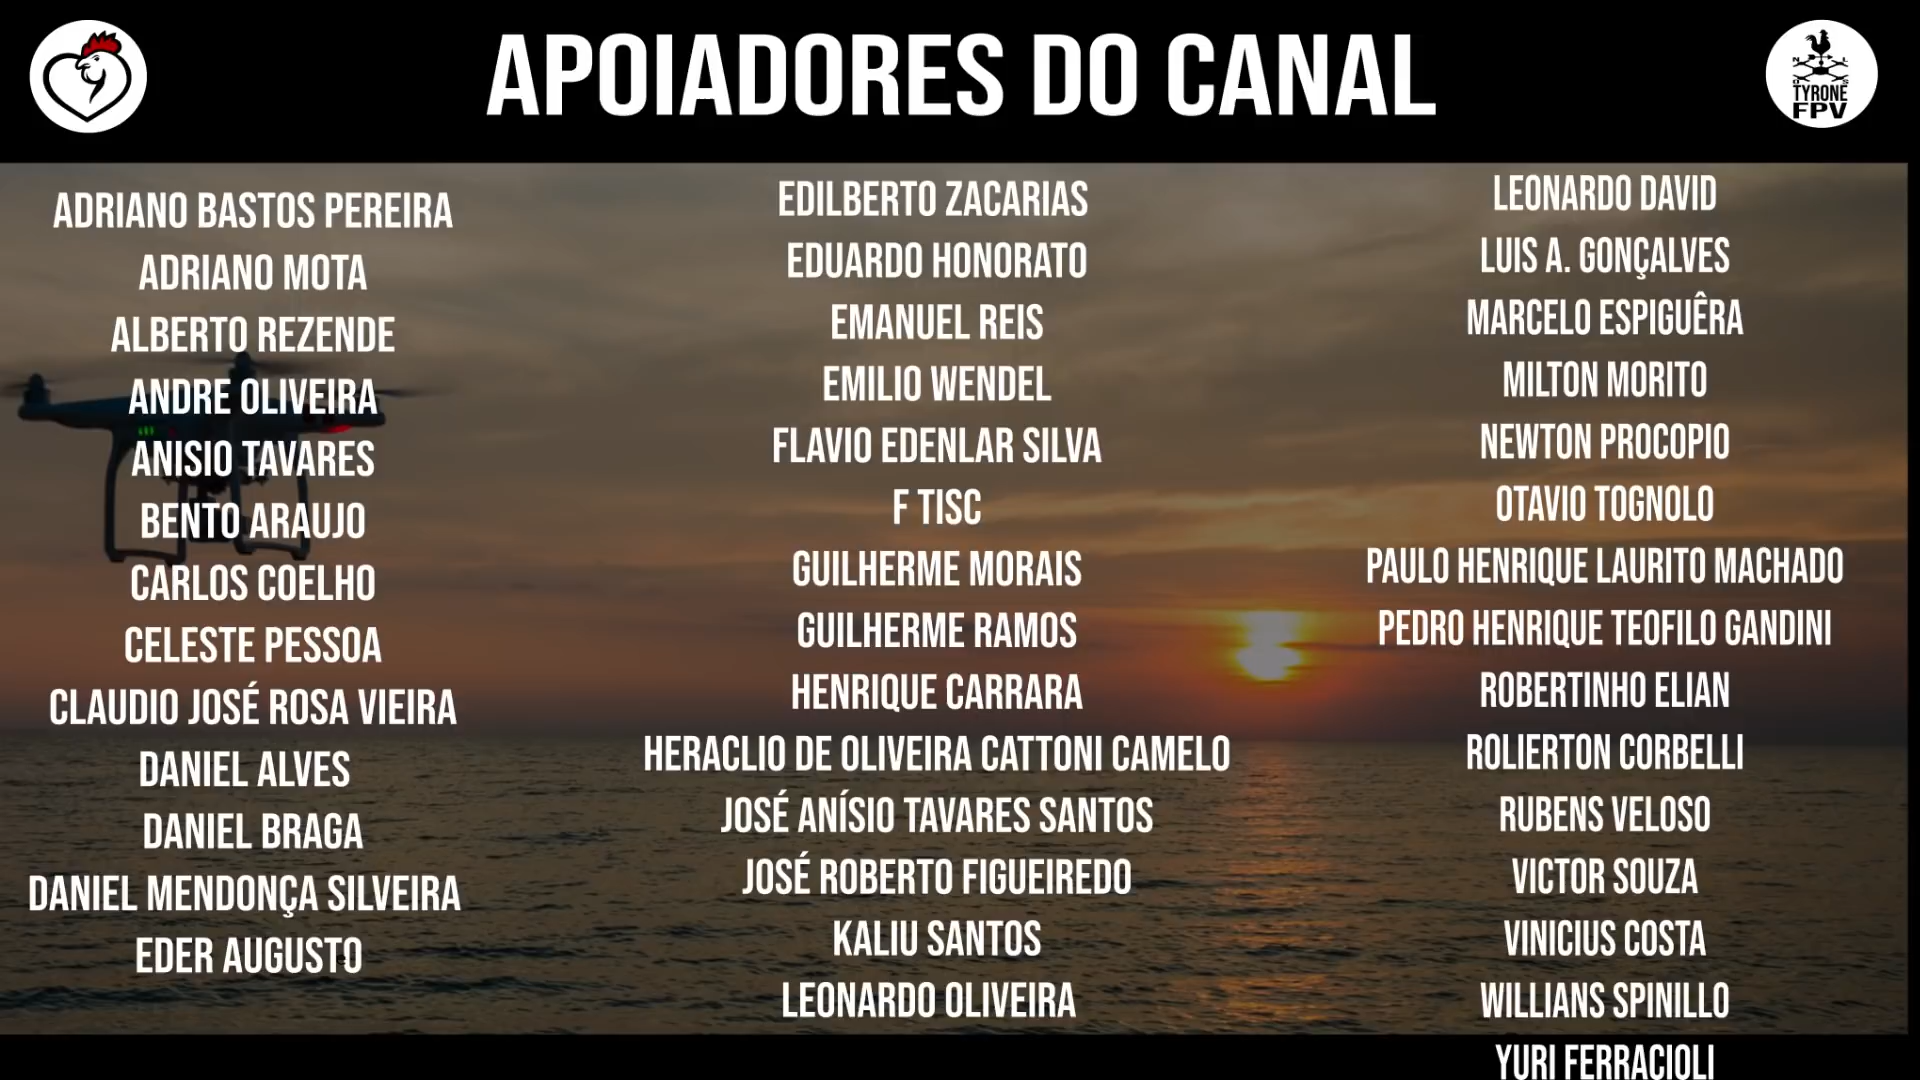 APOIADORES DO CANAL
N L
O S
TYRONE
FPV
ADRIANO BASTOS PEREIRA
ADRIANO MOTA
ALBERTO REZENDE
ANDRE OLIVEIRA
ANISIO TAVARES
BENTO ARAUJO
CARLOS COELHO
CELESTE PESSOA
CLAUDIO JOSÉ ROSA VIEIRA
DANIEL ALVES
DANIEL BRAGA
DANIEL MENDONÇA SILVEIRA
EDER AUGUSTO
EDILBERTO ZACARIAS
EDUARDO HONORATO
EMANUEL REIS
EMILIO WENDEL
FLAVIO EDENLAR SILVA
F TISC
GUILHERME MORAIS
GUILHERME RAMOS
HENRIQUE CARRARA
HERACLIO DE OLIVEIRA CATTONI CAMELO
JOSÉ ANÍSIO TAVARES SANTOS
JOSÉ ROBERTO FIGUEIREDO
KALIU SANTOS
LEONARDO OLIVEIRA
LEONARDO DAVID
LUIS A. GONÇALVES
MARCELO ESPIGUÊRA
MILTON MORITO
NEWTON PROCOPIO
OTAVIO TOGNOLO
PAULO HENRIQUE LAURITO MACHADO
PEDRO HENRIQUE TEOFILO GANDINI
ROBERTINHO ELIAN
ROLIERTON CORBELLI
RUBENS VELOSO
VICTOR SOUZA
VINICIUS COSTA
WILLIANS SPINILLO
YURI FERRACIOLI